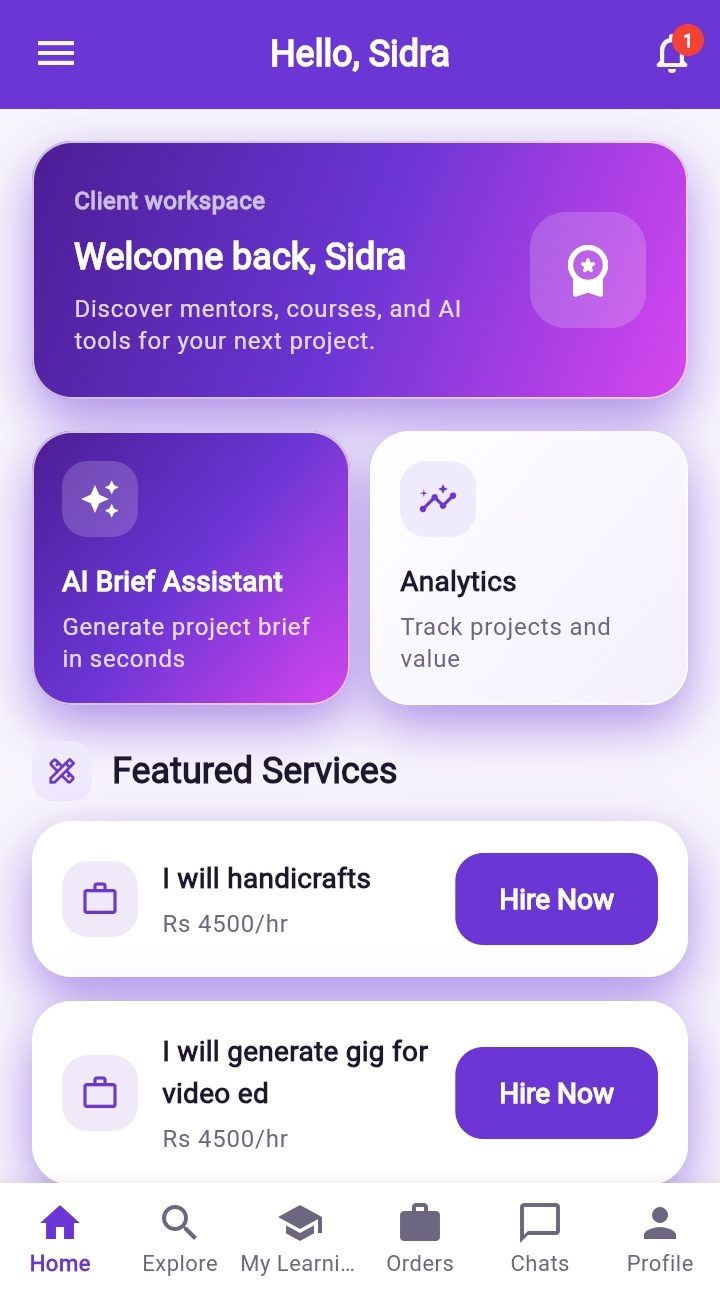 Hello, Sidra
1
Client workspace
Welcome back, Sidra
Discover mentors, courses, and AI
tools for your next project.
AI Brief Assistant
Generate project brief
in seconds
Analytics
Track projects and
value
Featured Services
I will handicrafts
Rs 4500/hr
Hire Now
I will generate gig for
video ed
Rs 4500/hr
Hire Now
Home
Explore
My Learni...
Orders
Chats
Profile